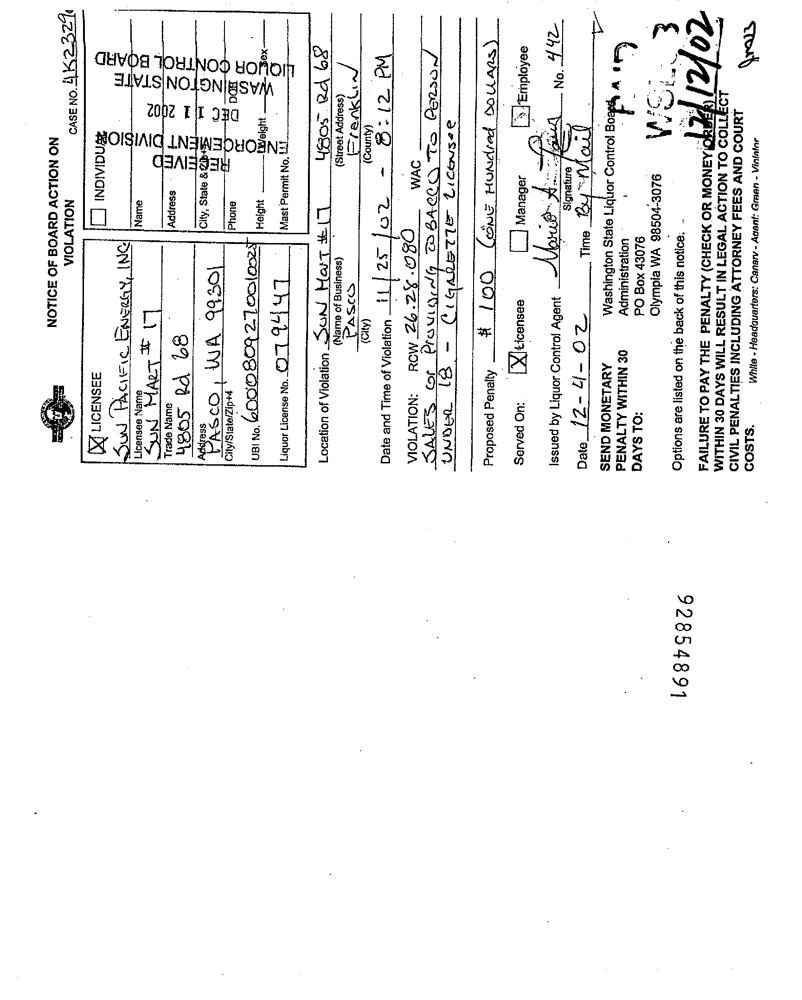 NOTICE OF BOARD ACTION ON
VIOLATION
CASE NO. 4K2329
☒ LICENSEE
SUN PACIFIC ENERGY, INC
Licensee Name
SUN MART # 17
Trade Name
4805 Rd 68
Address
PASCO, WA 99301
City/State/Zip+4
UBI No. 6000809270010025
Liquor License No. 079447
☐ INDIVIDUAL
Name
Address
City, State & Zip+4
Phone
DOB
Height
Weight
Sex
Mast Permit No.
RECEIVED
ENFORCEMENT DIVISION
DEC 11 2002
WASHINGTON STATE
LIQUOR CONTROL BOARD
Location of Violation SUN MART # 17 4805 Rd 68
(Name of Business) (Street Address)
PASCO Franklin
(City) (County)
Date and Time of Violation 11/25/02 - 8:12 PM
VIOLATION: RCW 26.28.080 WAC
SALES or PROVIDING TOBACCO TO PERSON
UNDER 18 - CIGARETTE Licensee
Proposed Penalty # 100 (ONE HUNDRED DOLLARS)
Served On: ☒ Licensee ☐ Manager ☐ Employee
Issued by Liquor Control Agent Mario A. No. 442
Signature
Date 12-4-02 Time By Mail
SEND MONETARY
PENALTY WITHIN 30
DAYS TO:
Washington State Liquor Control Board
Administration
PO Box 43076
Olympia WA 98504-3076
PAID
12/12/02
Options are listed on the back of this notice.
FAILURE TO PAY THE PENALTY (CHECK OR MONEY ORDER)
WITHIN 30 DAYS WILL RESULT IN LEGAL ACTION TO COLLECT
CIVIL PENALTIES INCLUDING ATTORNEY FEES AND COURT
COSTS.
White - Headquarters: Canary - Agent: Green - Violator
92854891